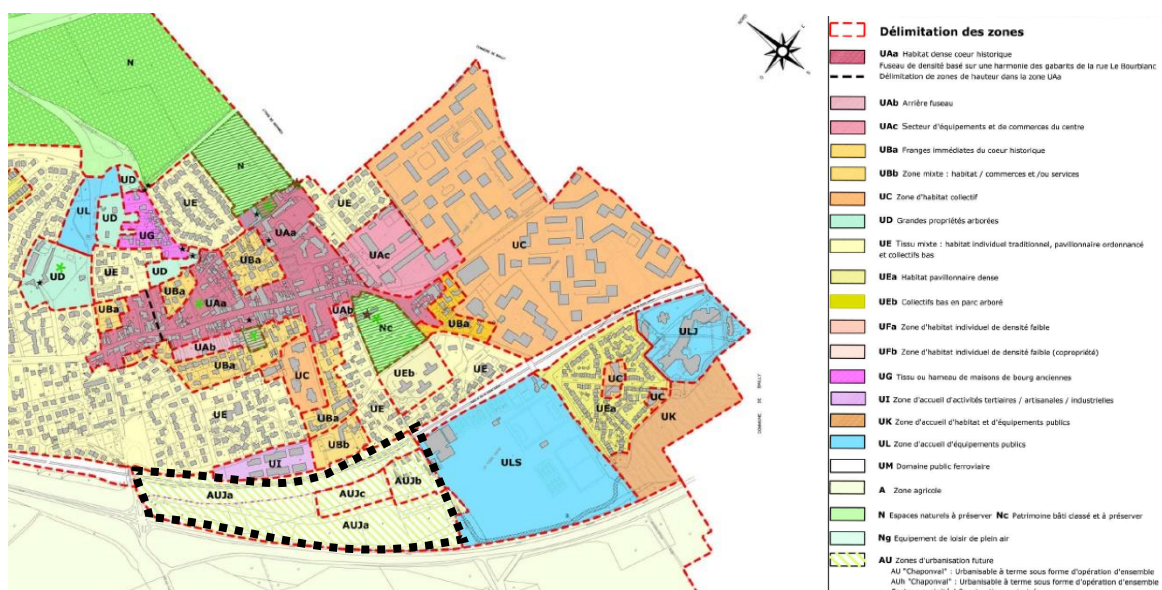 NORD
E
S
O
COMMUNE DE BAILLY
N
N
UD
UL
UE
UD
UG
UAa
UE
UC
UAc
UBa
UD
UE
UD
UBa
UAa
UAb
UBa
Nc
UBa
ULJ
UAb
UBa
UC
UEb
UE
UC
UC
UEa
UK
UE
UBa
UE
UBb
UI
ULS
AUJa
AUJc
AUJb
AUJa
Délimitation des zones
UAa Habitat dense coeur historique
Fuseau de densité basé sur une harmonie des gabarits de la rue Le Bourblanc
Délimitation de zones de hauteur dans la zone UAa
UAb Arrière fuseau
UAc Secteur d'équipements et de commerces du centre
UBa Franges immédiates du coeur historique
UBb Zone mixte : habitat / commerces et /ou services
UC Zone d'habitat collectif
UD Grandes propriétés arborées
UE Tissu mixte : habitat individuel traditionnel, pavillonnaire ordonnancé
et collectifs bas
UEa Habitat pavillonnaire dense
UEb Collectifs bas en parc arboré
UFa Zone d'habitat individuel de densité faible
UFb Zone d'habitat individuel de densité faible (copropriété)
UG Tissu ou hameau de maisons de bourg anciennes
UI Zone d'accueil d'activités tertiaires / artisanales / industrielles
UK Zone d'accueil d'habitat et d'équipements publics
UL Zone d'accueil d'équipements publics
UM Domaine public ferroviaire
A Zone agricole
N Espaces naturels à préserver Nc Patrimoine bâti classé et à préserver
Ng Equipement de loisir de plein air
AU Zones d'urbanisation future
AU "Chaponval" : Urbanisable à terme sous forme d'opération d'ensemble
AUh "Chaponval" : Urbanisable à terme sous forme d'opération d'ensemble